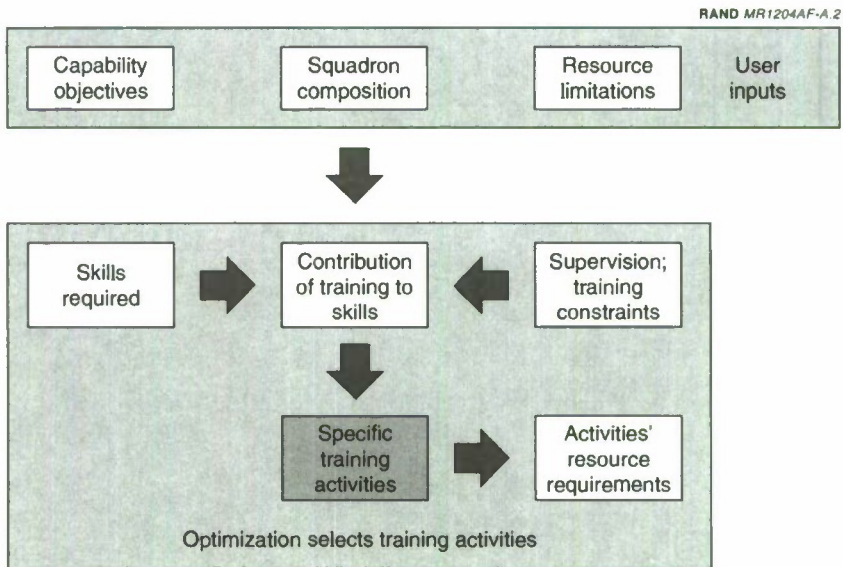 RAND MR1204AF-A.2
Capability
objectives
Squadron
composition
Resource
limitations
User
inputs
Skills
required
Contribution
of training to
skills
Supervision;
training
constraints
Specific
training
activities
Activities'
resource
requirements
Optimization selects training activities